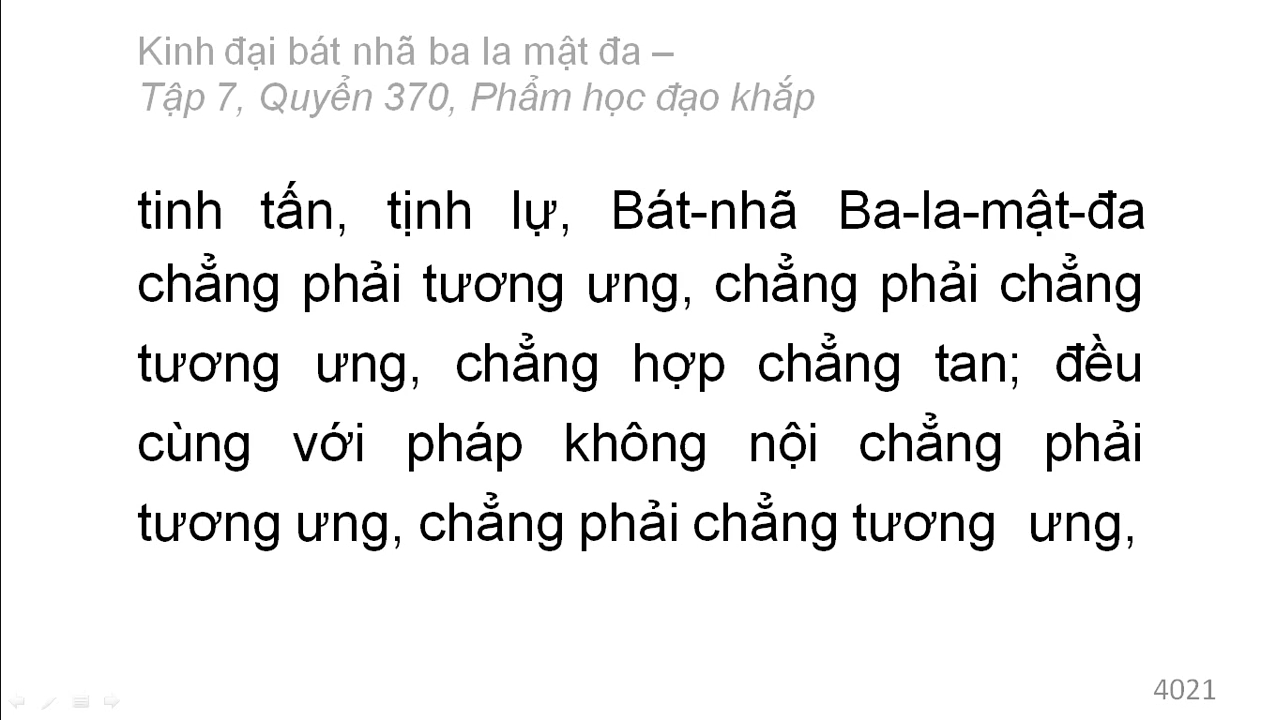 Kinh đại bát nhã ba la mật đa –
Tập 7, Quyển 370, Phẩm học đạo khắp
tinh tấn, tịnh lự, Bát-nhã Ba-la-mật-đa
chẳng phải tương ưng, chẳng phải chẳng
tương ưng, chẳng hợp chẳng tan; đều
cùng với pháp không nội chẳng phải
tương ưng, chẳng phải chẳng tương ưng,
4021